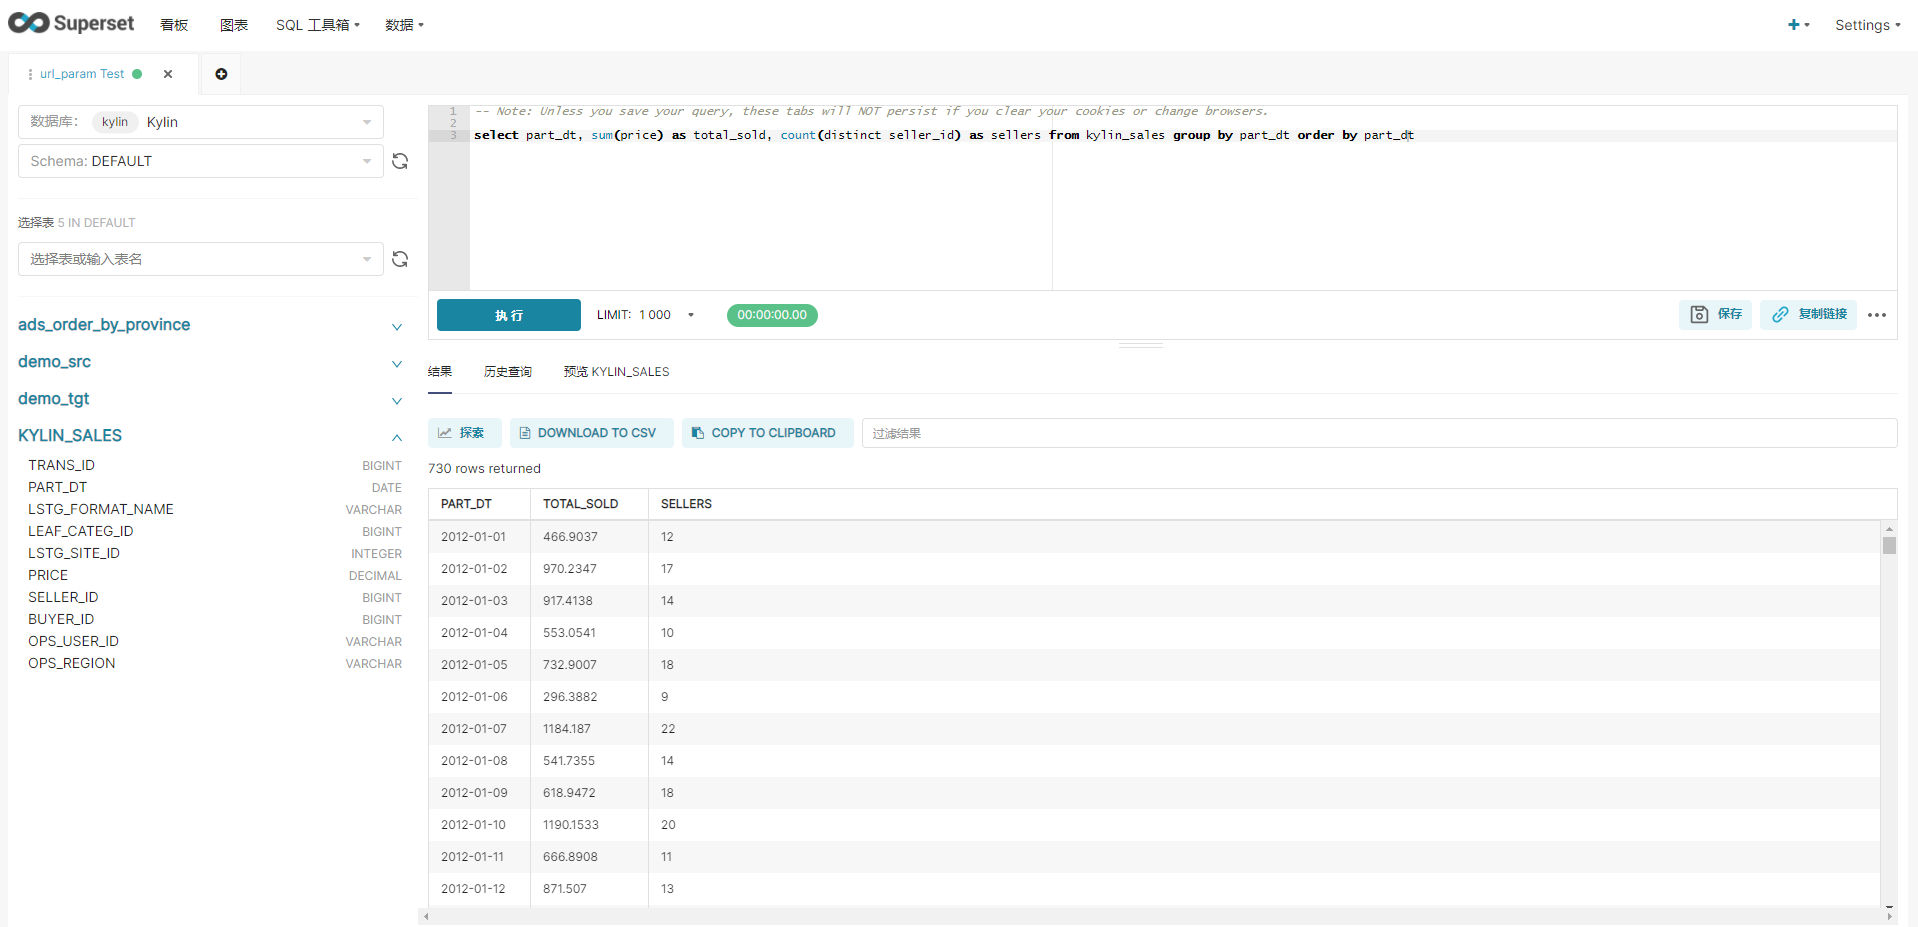 Superset 看板 图表 SQL 工具箱 数据 Settings
url_param Test
数据库: kylin Kylin
Schema: DEFAULT
选择表 5 IN DEFAULT
选择表或输入表名
ads_order_by_province
demo_src
demo_tgt
KYLIN_SALES
TRANS_ID BIGINT
PART_DT DATE
LSTG_FORMAT_NAME VARCHAR
LEAF_CATEG_ID BIGINT
LSTG_SITE_ID INTEGER
PRICE DECIMAL
SELLER_ID BIGINT
BUYER_ID BIGINT
OPS_USER_ID VARCHAR
OPS_REGION VARCHAR
1 -- Note: Unless you save your query, these tabs will NOT persist if you clear your cookies or change browsers.
2
3 select part_dt, sum(price) as total_sold, count(distinct seller_id) as sellers from kylin_sales group by part_dt order by part_dt
执行 LIMIT: 1 000 00:00:00.00 保存 复制链接
结果 历史查询 预览 KYLIN_SALES
探索 DOWNLOAD TO CSV COPY TO CLIPBOARD 过滤结果
730 rows returned
PART_DT TOTAL_SOLD SELLERS
2012-01-01 466.9037 12
2012-01-02 970.2347 17
2012-01-03 917.4138 14
2012-01-04 553.0541 10
2012-01-05 732.9007 18
2012-01-06 296.3882 9
2012-01-07 1184.187 22
2012-01-08 541.7355 14
2012-01-09 618.9472 18
2012-01-10 1190.1533 20
2012-01-11 666.8908 11
2012-01-12 871.507 13